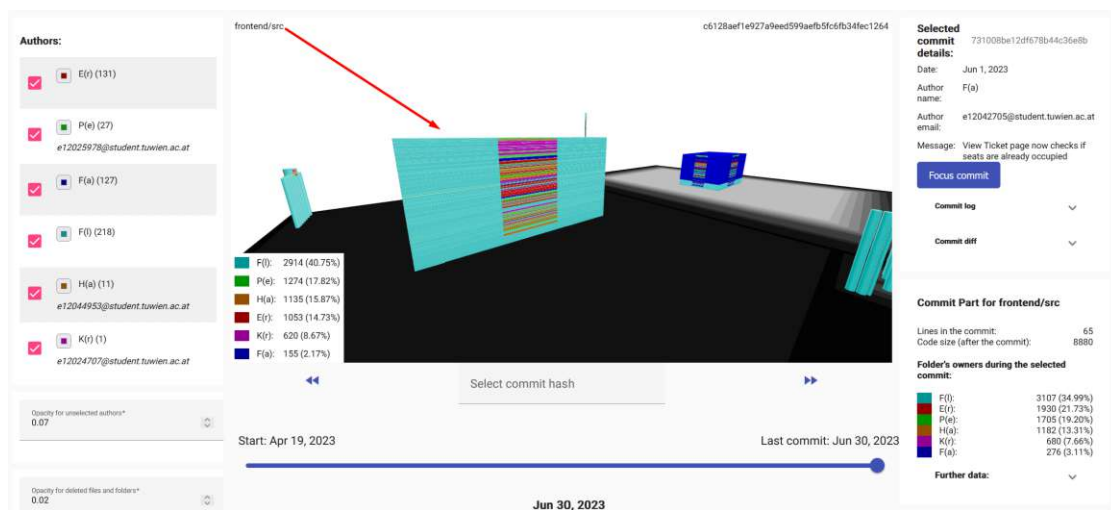 Authors:
E(r) (131)
P(e) (27)
e12025978@student.tuwien.ac.at
F(a) (127)
F(l) (218)
H(a) (11)
e12044953@student.tuwien.ac.at
K(r) (1)
e12024707@student.tuwien.ac.at
Opacity for unselected authors*
0.07
Opacity for deleted files and folders*
0.02
frontend/src
c6128aef1e927a9eed599aefb5fc6fb34fec1264
F(l): 2914 (40.75%)
P(e): 1274 (17.82%)
H(a): 1135 (15.87%)
E(r): 1053 (14.73%)
K(r): 620 (8.67%)
F(a): 155 (2.17%)
Select commit hash
Start: Apr 19, 2023
Last commit: Jun 30, 2023
Jun 30, 2023
Selected
commit 731008be12df678b44c36e8b
details:
Date: Jun 1, 2023
Author F(a)
name:
Author e12042705@student.tuwien.ac.at
email:
Message: View Ticket page now checks if
seats are already occupied
Focus commit
Commit log
Commit diff
Commit Part for frontend/src
Lines in the commit: 65
Code size (after the commit): 8880
Folder's owners during the selected
commit:
F(l): 3107 (34.99%)
E(r): 1930 (21.73%)
P(e): 1705 (19.20%)
H(a): 1182 (13.31%)
K(r): 680 (7.66%)
F(a): 276 (3.11%)
Further data: